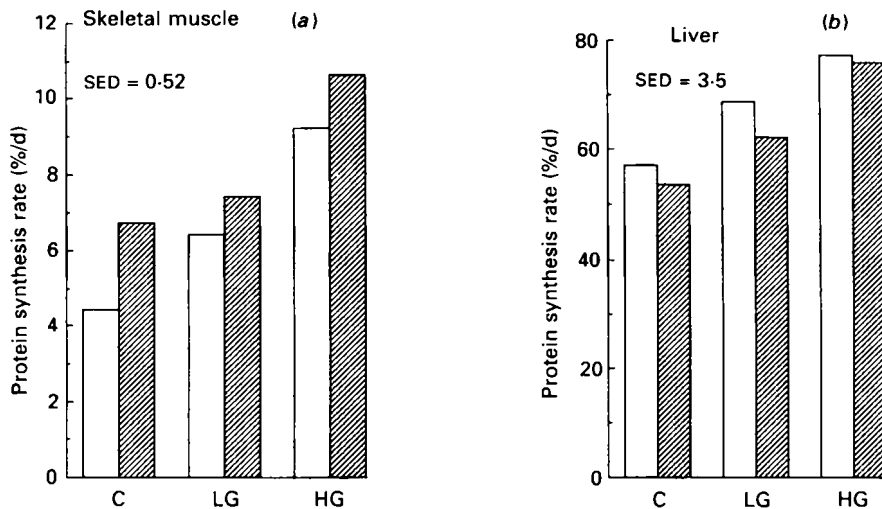 Skeletal muscle (a)
SED = 0·52
Protein synthesis rate (%/d)
12
10
8
6
4
2
0
C LG HG
Liver (b)
SED = 3·5
Protein synthesis rate (%/d)
80
60
40
20
0
C LG HG